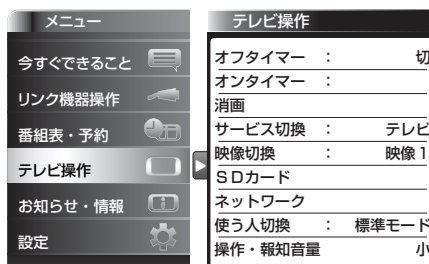 メニュー
今すぐできること
リンク機器操作
番組表・予約
テレビ操作
お知らせ・情報
設定
テレビ操作
オフタイマー : 切
オンタイマー :
消画
サービス切換 : テレビ
映像切換 : 映像1
SDカード
ネットワーク
使う人切換 : 標準モード
操作・報知音量 小